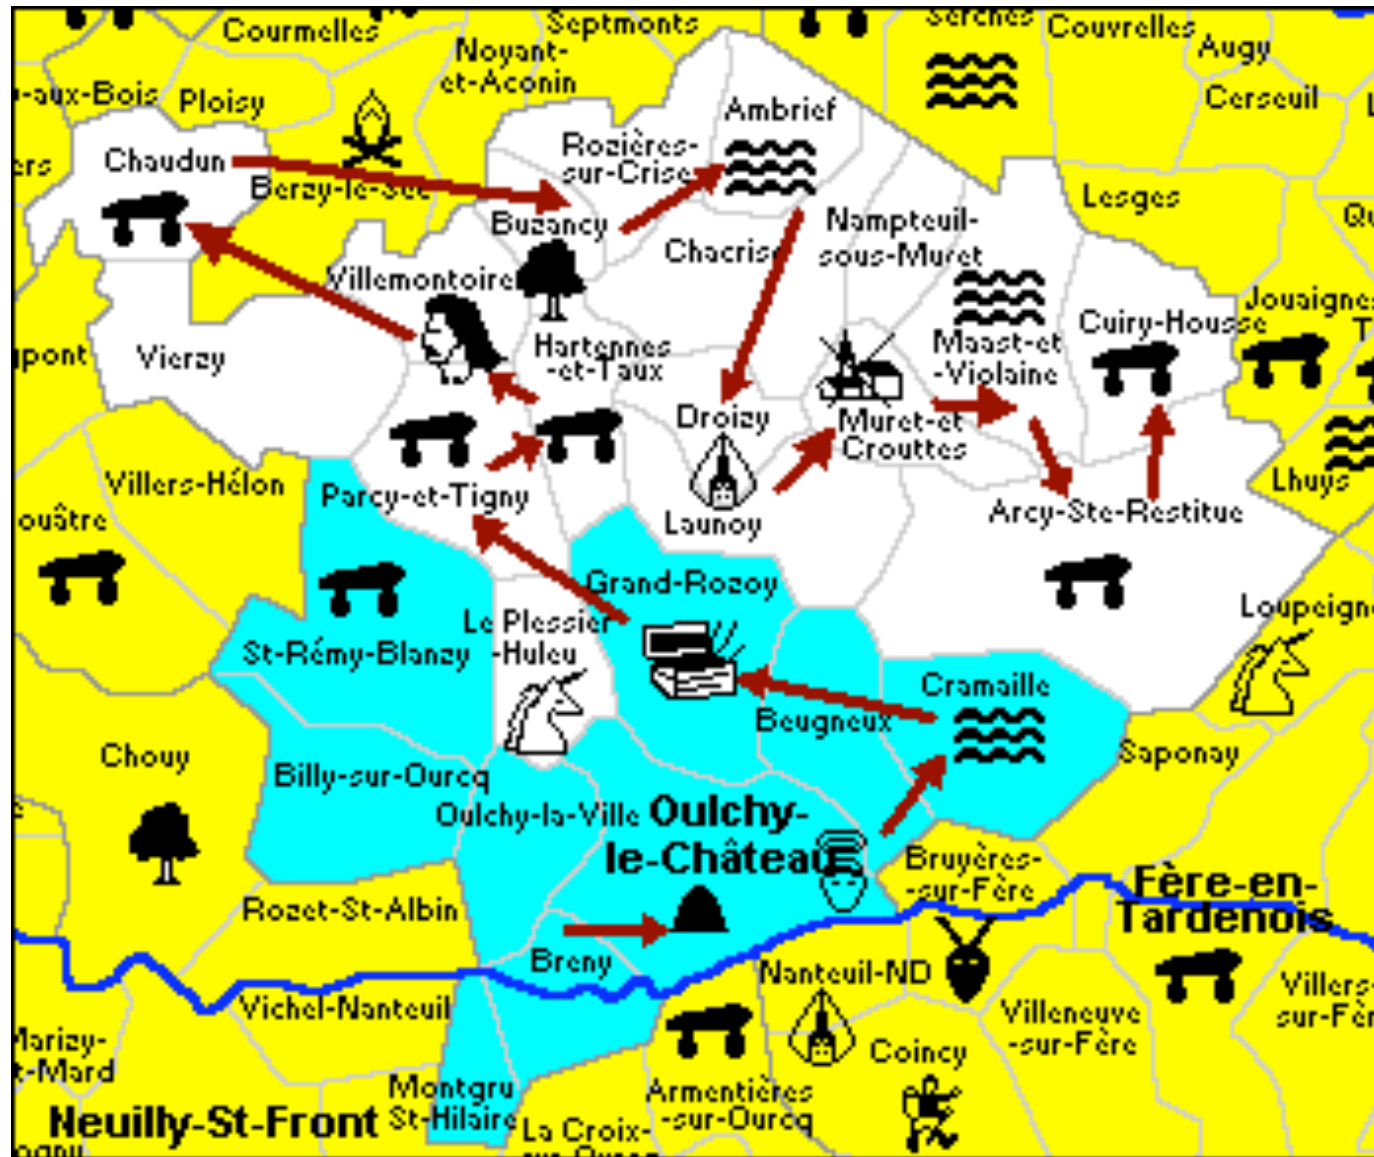 Septmonts
Serches
Couvrelles
Courmelles
Augy
Noyant-
-et-Aconin
-aux-Bois
Ploisy
Cerseuil
Ambrief
Rozières-
-sur-Crise
Chaudun
Berzy-le-Sec
Lesges
Buzancy
Nampteuil-
-sous-Muret
Chacrise
Villemontoire
Jouaignes
Cuiry-Housse
Vierzy
Hartennes
-et-Taux
Maast-et
-Violaine
Droizy
Muret-et
Crouttes
Villers-Hélon
Parcy-et-Tigny
Lhuys
Launoy
Arcy-Ste-Restitue
Grand-Rozoy
Loupeigne
Le Plessier
-Huleu
St-Rémy-Blanzy
Cramaille
Beugneux
Saponay
Chouy
Billy-sur-Ourcq
Oulchy-la-Ville
Oulchy-
le-Château
Bruyères-
-sur-Fère
Fère-en-
Tardenois
Rozet-St-Albin
Breny
Nanteuil-ND
Villers-
Vichel-Nanteuil
Villeneuve
-sur-Fère
Coincy
Montgru
St-Hilaire
Armentières
-sur-Ourcq
Neuilly-St-Front
La Croix-